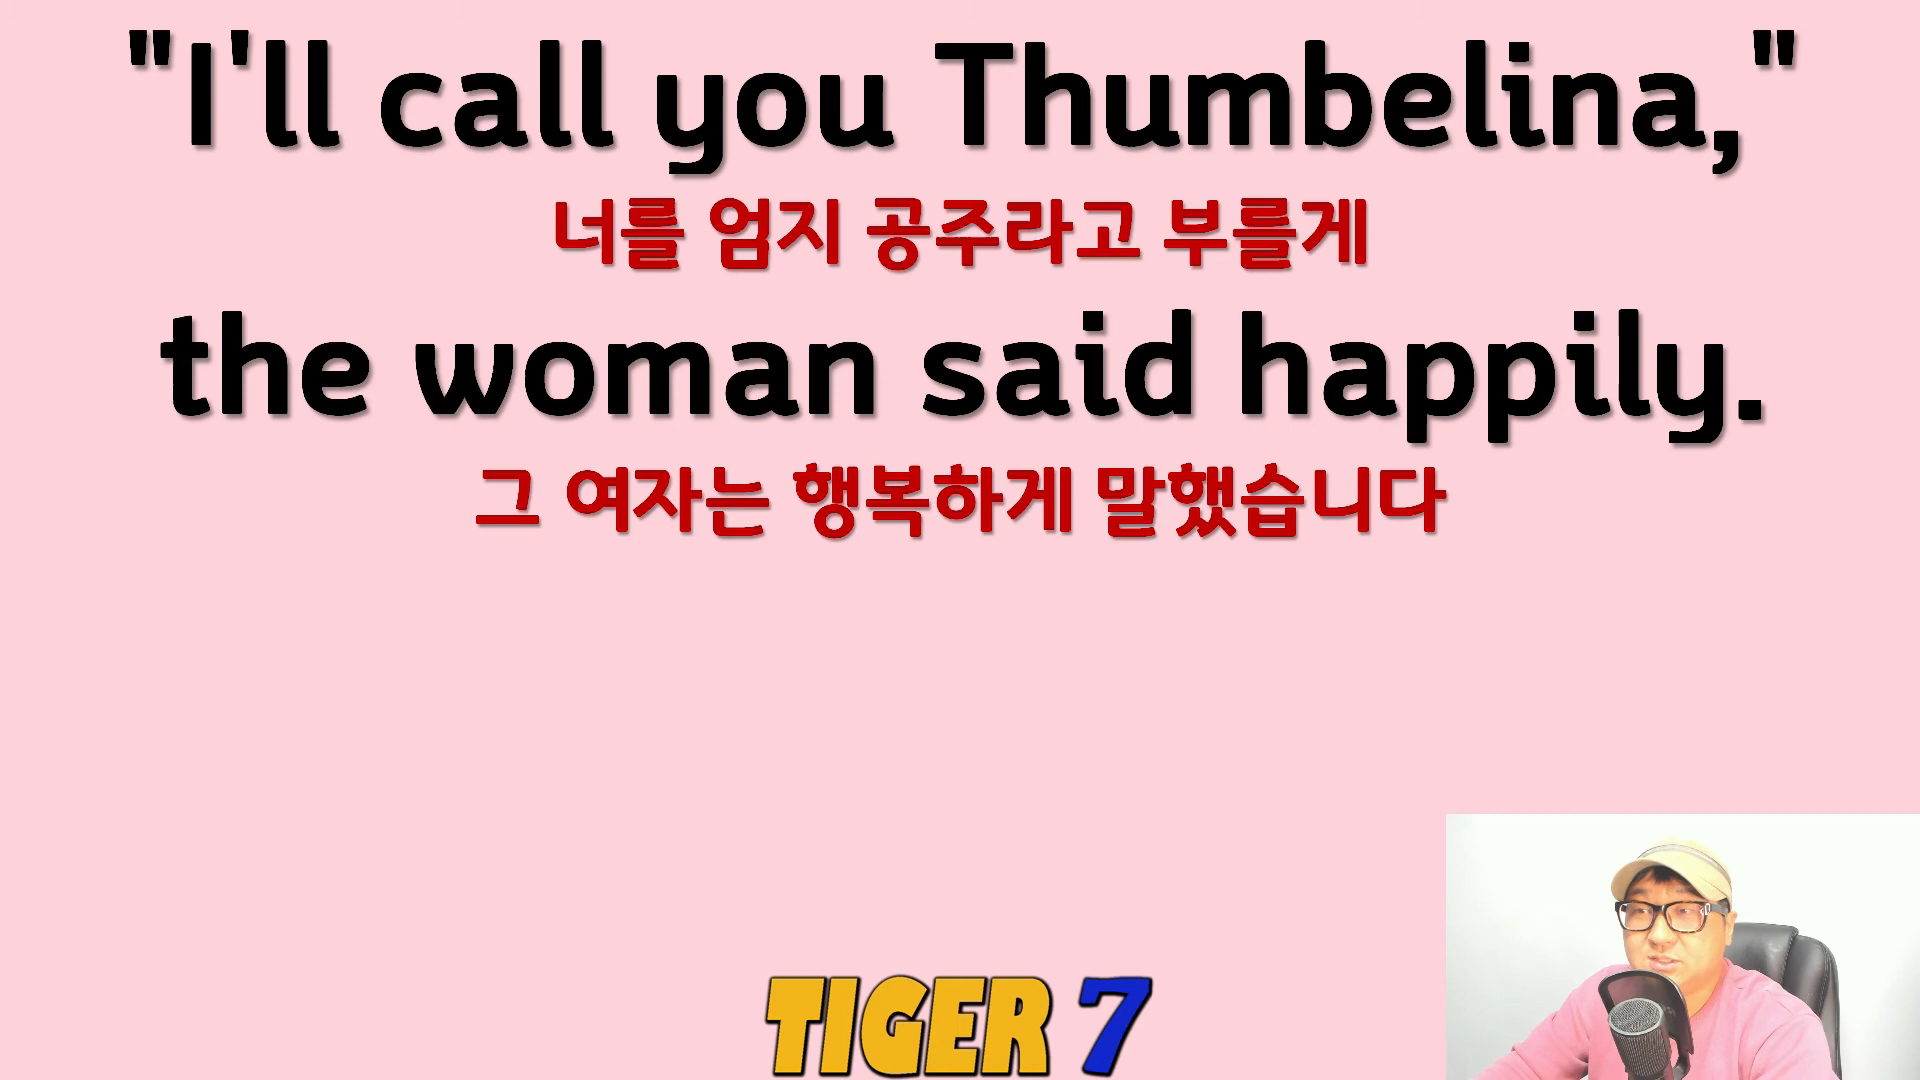 "I'll call you Thumbelina,"
너를 엄지 공주라고 부를게
the woman said happily.
그 여자는 행복하게 말했습니다
TIGER 7